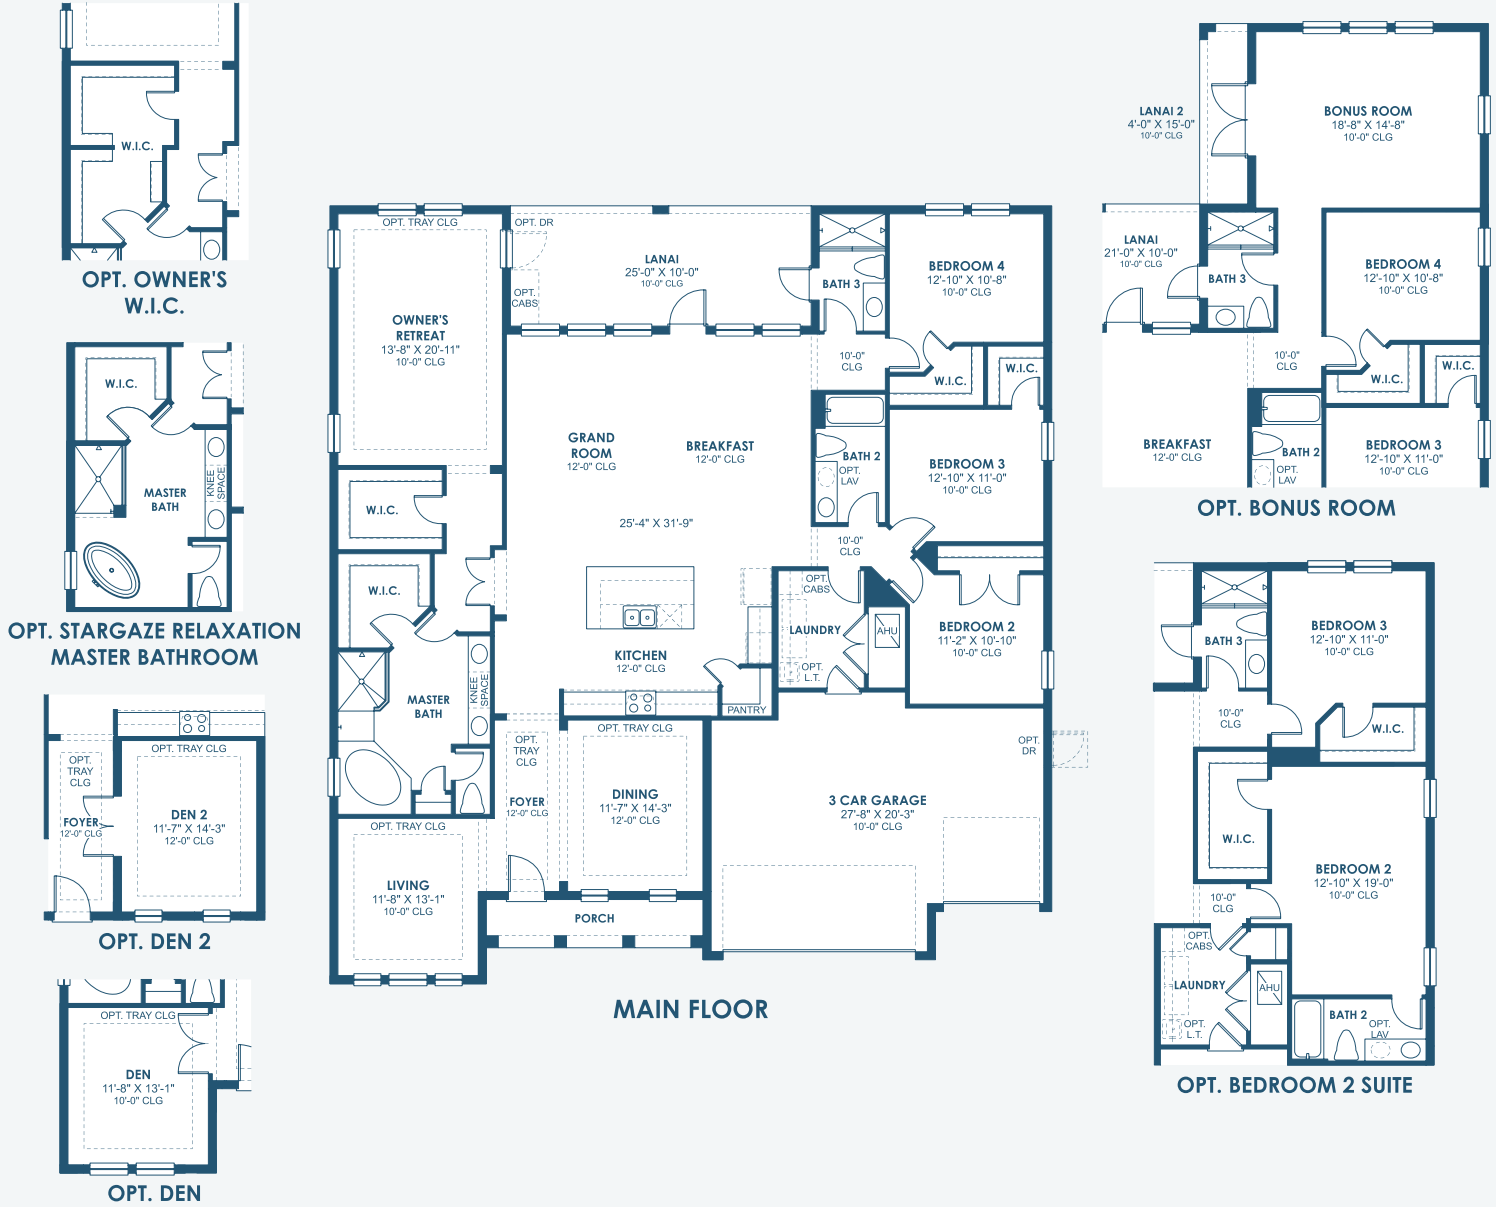 W.I.C.
OPT. OWNER'S
W.I.C.
W.I.C.
MASTER
BATH
KNEE
SPACE
OPT. STARGAZE RELAXATION
MASTER BATHROOM
OPT. TRAY CLG
OPT.
TRAY
CLG
FOYER
12'-0" CLG
DEN 2
11'-7" X 14'-3"
12'-0" CLG
OPT. DEN 2
OPT. TRAY CLG
DEN
11'-8" X 13'-1"
10'-0" CLG
OPT. DEN
OPT. TRAY CLG
OPT. DR
OPT.
CABS
LANAI
25'-0" X 10'-0"
10'-0" CLG
OWNER'S
RETREAT
13'-8" X 20'-11"
10'-0" CLG
BATH 3
BEDROOM 4
12'-10" X 10'-8"
10'-0" CLG
10'-0"
CLG
W.I.C.
W.I.C.
GRAND
ROOM
12'-0" CLG
BREAKFAST
12'-0" CLG
25'-4" X 31'-9"
BATH 2
OPT.
LAV
BEDROOM 3
12'-10" X 11'-0"
10'-0" CLG
W.I.C.
10'-0"
CLG
W.I.C.
OPT.
CABS
LAUNDRY
OPT.
L.T.
AHU
BEDROOM 2
11'-2" X 10'-10"
10'-0" CLG
KITCHEN
12'-0" CLG
PANTRY
MASTER
BATH
KNEE
SPACE
OPT.
TRAY
CLG
OPT. TRAY CLG
FOYER
12'-0" CLG
DINING
11'-7" X 14'-3"
12'-0" CLG
3 CAR GARAGE
27'-8" X 20'-3"
10'-0" CLG
OPT.
DR
OPT. TRAY CLG
LIVING
11'-8" X 13'-1"
10'-0" CLG
PORCH
MAIN FLOOR
LANAI 2
4'-0" X 15'-0"
10'-0" CLG
BONUS ROOM
18'-8" X 14'-8"
10'-0" CLG
LANAI
21'-0" X 10'-0"
10'-0" CLG
BATH 3
BEDROOM 4
12'-10" X 10'-8"
10'-0" CLG
10'-0"
CLG
W.I.C.
W.I.C.
BREAKFAST
12'-0" CLG
BATH 2
OPT.
LAV
BEDROOM 3
12'-10" X 11'-0"
10'-0" CLG
OPT. BONUS ROOM
BATH 3
BEDROOM 3
12'-10" X 11'-0"
10'-0" CLG
10'-0"
CLG
W.I.C.
W.I.C.
BEDROOM 2
12'-10" X 19'-0"
10'-0" CLG
10'-0"
CLG
OPT.
CABS
LAUNDRY
OPT.
L.T.
AHU
BATH 2
OPT.
LAV
OPT. BEDROOM 2 SUITE